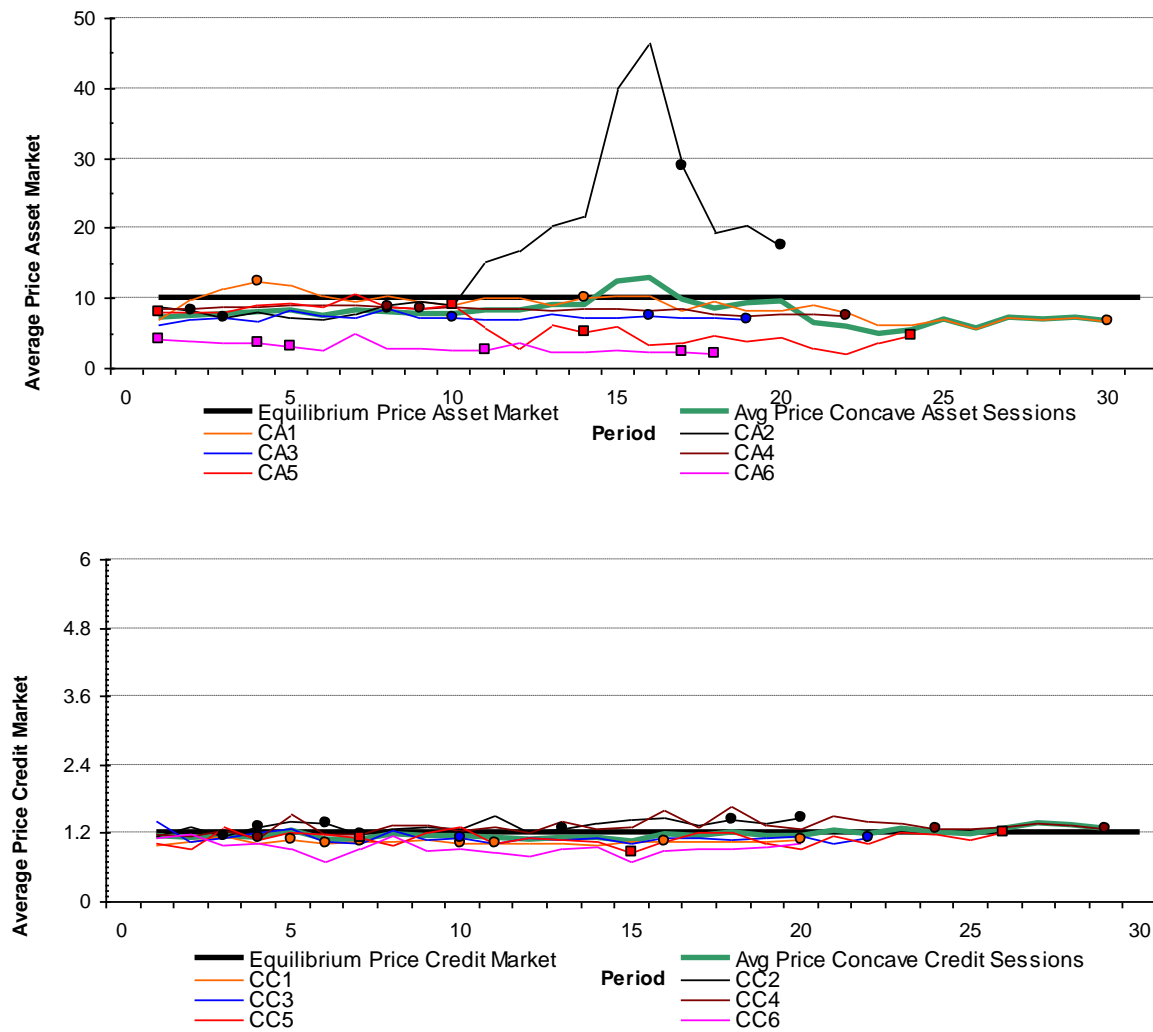 50
40
30
20
10
0
Average Price Asset Market
0 5 10 15 20 25 30
Equilibrium Price Asset Market Avg Price Concave Asset Sessions
CA1 Period CA2
CA3 CA4
CA5 CA6
6
4.8
3.6
2.4
1.2
0
Average Price Credit Market
0 5 10 15 20 25 30
Equilibrium Price Credit Market Avg Price Concave Credit Sessions
CC1 Period CC2
CC3 CC4
CC5 CC6